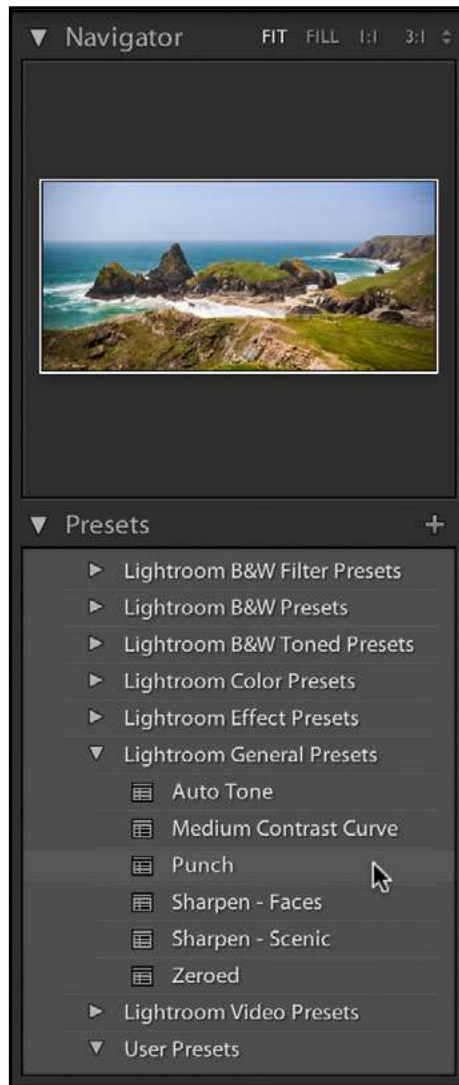 Navigator FIT FILL 1:1 3:1
Presets +
Lightroom B&W Filter Presets
Lightroom B&W Presets
Lightroom B&W Toned Presets
Lightroom Color Presets
Lightroom Effect Presets
Lightroom General Presets
Auto Tone
Medium Contrast Curve
Punch
Sharpen - Faces
Sharpen - Scenic
Zeroed
Lightroom Video Presets
User Presets